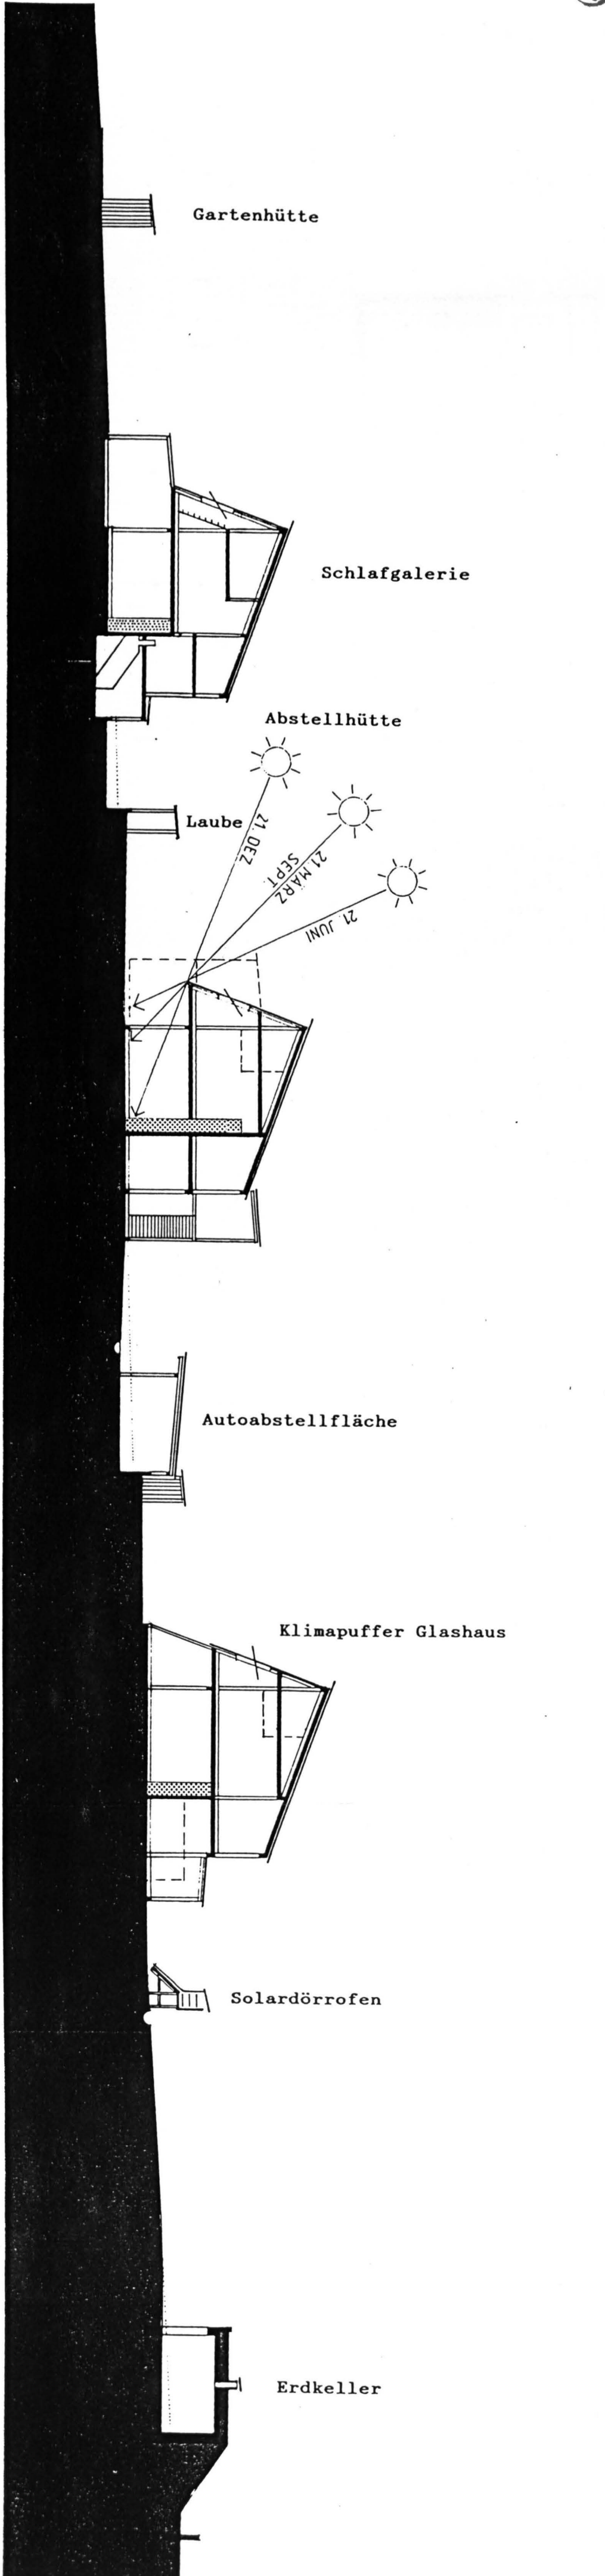 Gartenhütte
Schlafgalerie
Abstellhütte
Laube
21. DEZ
21. MÄRZ
SEPT.
21. JUNI
Autoabstellfläche
Klimapuffer Glashaus
Solardörrofen
Erdkeller